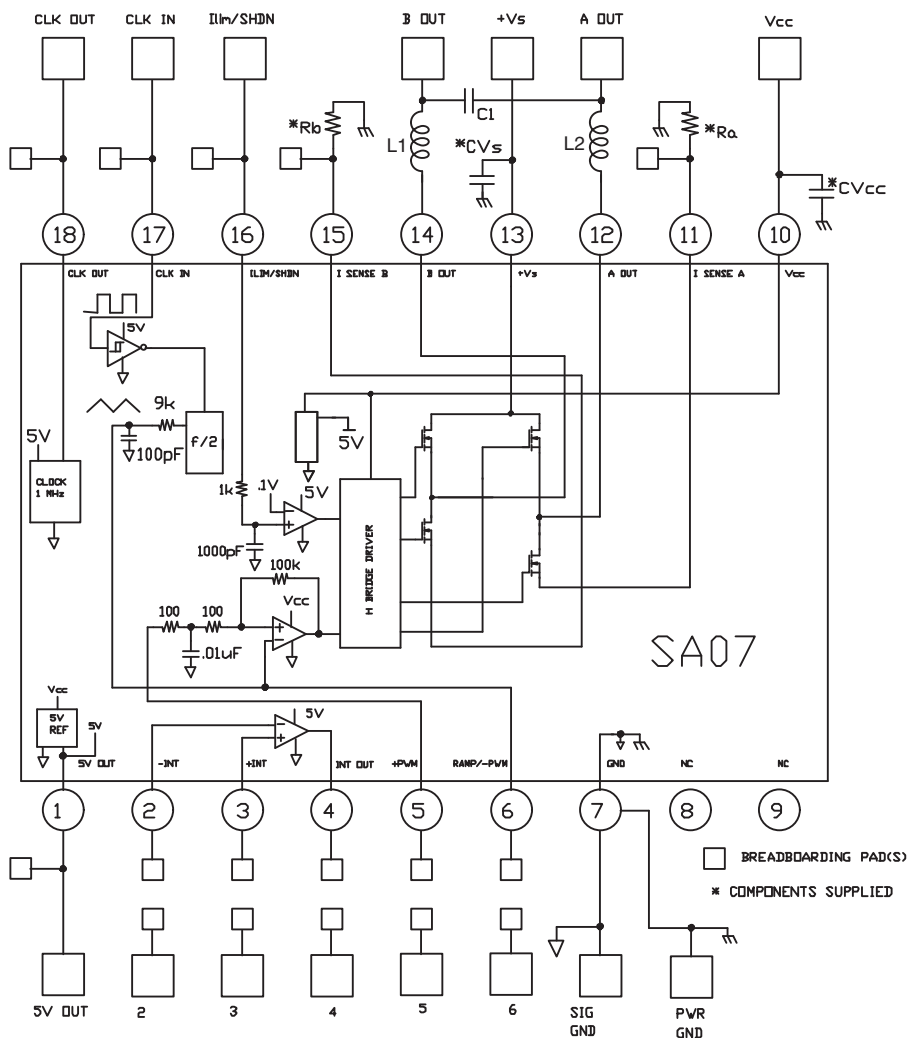 CLK OUT
CLK IN
Ilim/SHDN
B OUT
+Vs
A OUT
Vcc
*Rb
C1
L1
*CVs
L2
*Ra
*CVcc
18
17
16
15
14
13
12
11
10
CLK OUT
CLK IN
ILIM/SHDN
I SENSE B
B OUT
+Vs
A OUT
I SENSE A
Vcc
5V
9k
5V
100pF
f/2
5V
CLOCK
1 MHz
1k
.1V
5V
1000pF
H BRIDGE DRIVER
100k
100
100
Vcc
.01uF
SA07
Vcc
5V
REF
5V
5V
5V OUT
-INT
+INT
INT OUT
+PWM
RAMP/-PWM
GND
NC
NC
1
2
3
4
5
6
7
8
9
BREADBOARDING PAD(S)
* COMPONENTS SUPPLIED
5V OUT
2
3
4
5
6
SIG
GND
PWR
GND